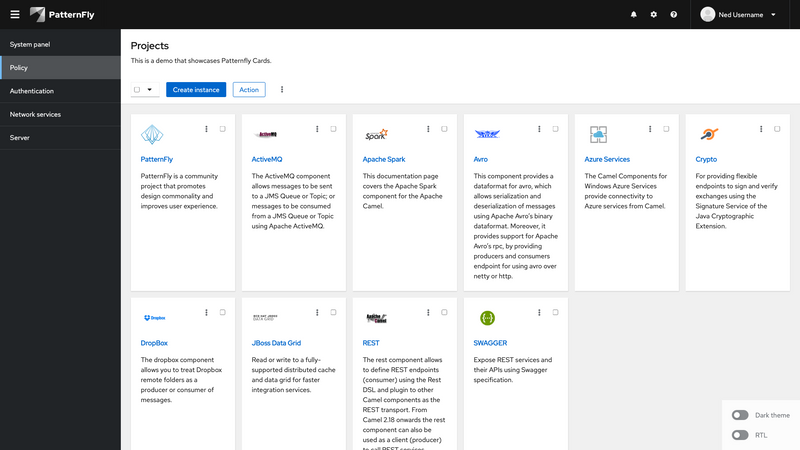 PatternFly
Ned Username
System panel
Policy
Authentication
Network services
Server
Projects
This is a demo that showcases Patternfly Cards.
Create instance
Action
PatternFly
PatternFly is a community
project that promotes
design commonality and
improves user experience.
ActiveMQ
ActiveMQ
The ActiveMQ component
allows messages to be sent
to a JMS Queue or Topic; or
messages to be consumed
from a JMS Queue or Topic
using Apache ActiveMQ.
Spark
Apache Spark
This documentation page
covers the Apache Spark
component for the Apache
Camel.
Avro
This component provides a
dataformat for avro, which
allows serialization and
deserialization of messages
using Apache Avro's binary
dataformat. Moreover, it
provides support for Apache
Avro's rpc, by providing
producers and consumers
endpoint for using avro over
netty or http.
Azure Services
The Camel Components for
Windows Azure Services
provide connectivity to
Azure services from Camel.
Crypto
For providing flexible
endpoints to sign and verify
exchanges using the
Signature Service of the
Java Cryptographic
Extension.
Dropbox
DropBox
The dropbox component
allows you to treat Dropbox
remote folders as a
producer or consumer of
messages.
RED HAT JBOSS
DATA GRID
JBoss Data Grid
Read or write to a fully-
supported distributed cache
and data grid for faster
integration services.
Apache
Camel
REST
The rest component allows
to define REST endpoints
(consumer) using the Rest
DSL and plugin to other
Camel components as the
REST transport. From
Camel 2.18 onwards the rest
component can also be
used as a client (producer)
to call REST services.
SWAGGER
Expose REST services and
their APIs using Swagger
specification.
Dark theme
RTL